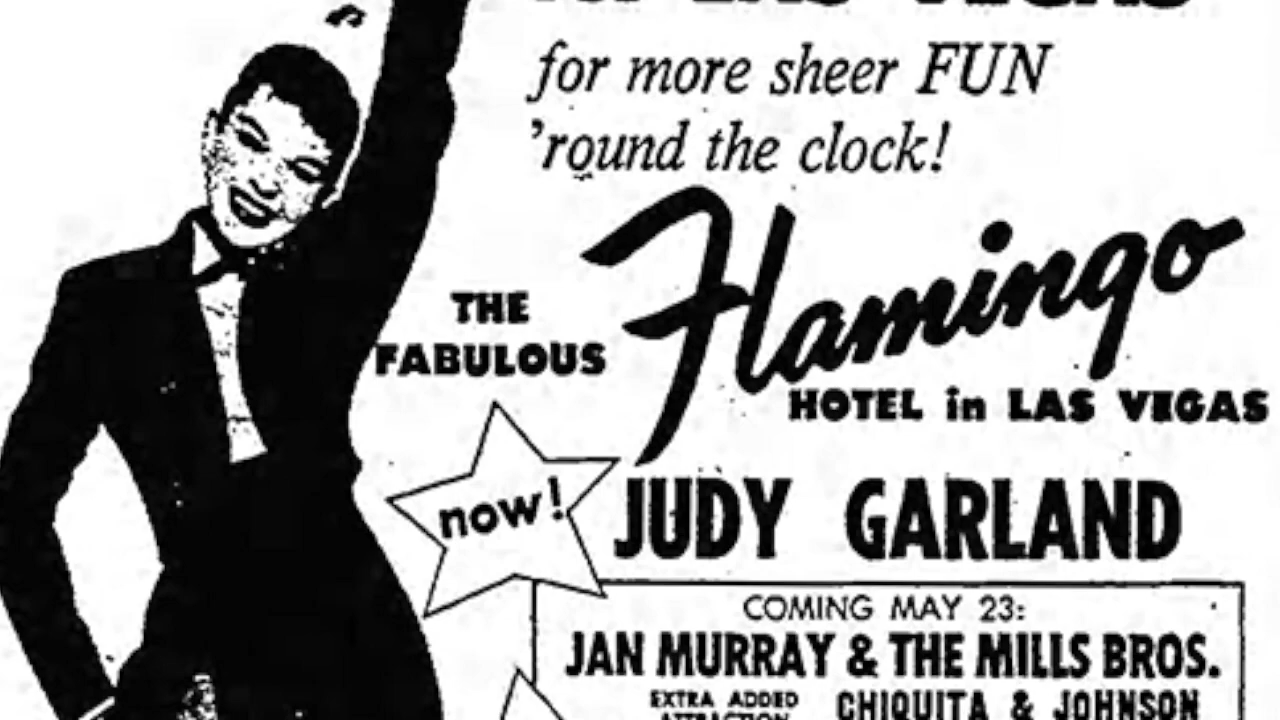 for more sheer FUN
'round the clock!
THE
FABULOUS
Flamingo
HOTEL in LAS VEGAS
now!
JUDY GARLAND
COMING MAY 23:
JAN MURRAY & THE MILLS BROS.
EXTRA ADDED
ATTRACTION
CHIQUITA & JOHNSON